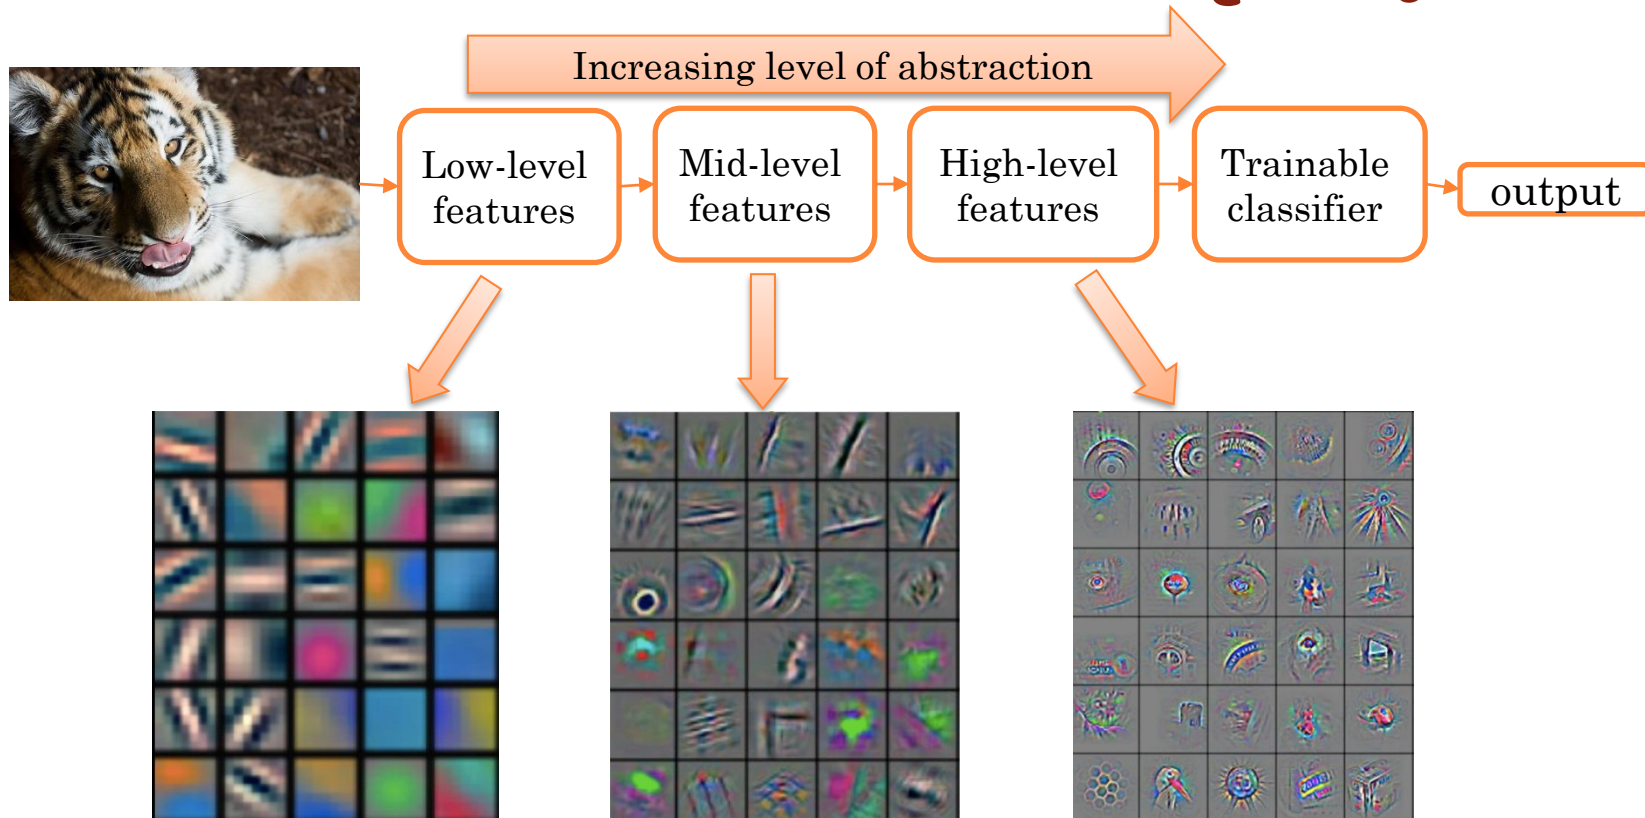 Increasing level of abstraction
Low-level
features
Mid-level
features
High-level
features
Trainable
classifier
output